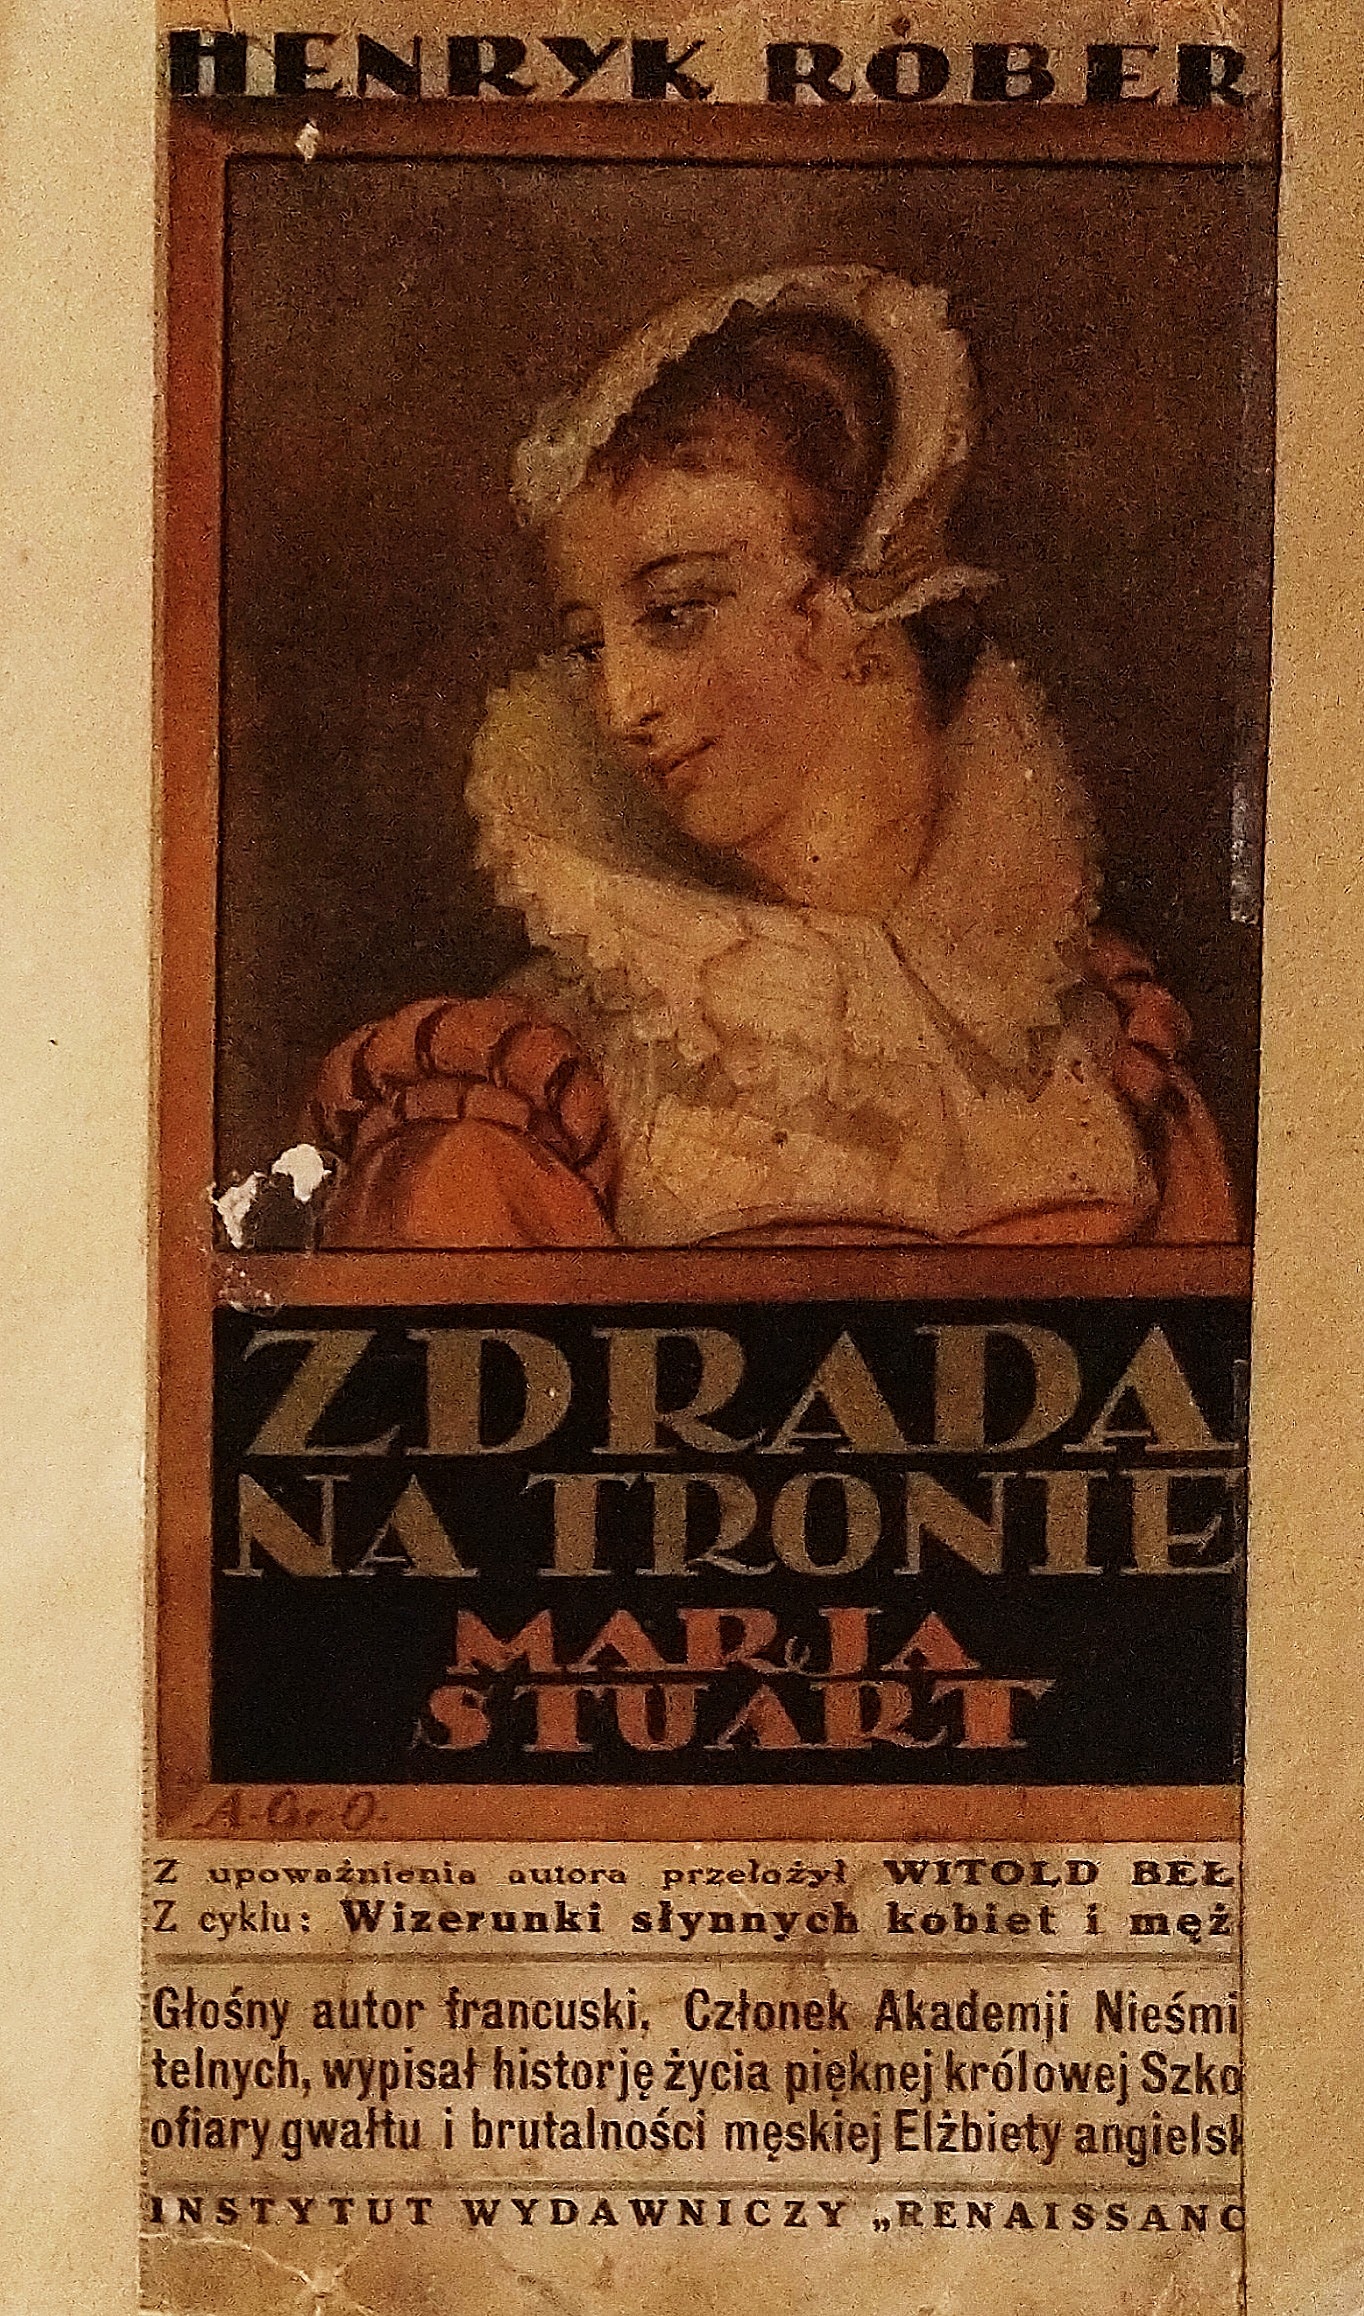 HENRYK RÓBER
ZDRADA
NA TRONIE
MARJA
STUART
A-Gr.O.
Z upoważnienia autora przełożył WITOLD BEŁ
Z cyklu: Wizerunki słynnych kobiet i męż
Głośny autor francuski, Członek Akademji Nieśmi
telnych, wypisał historję życia pięknej królowej Szko
ofiary gwałtu i brutalności męskiej Elżbiety angielsk
INSTYTUT WYDAWNICZY „RENAISSANC